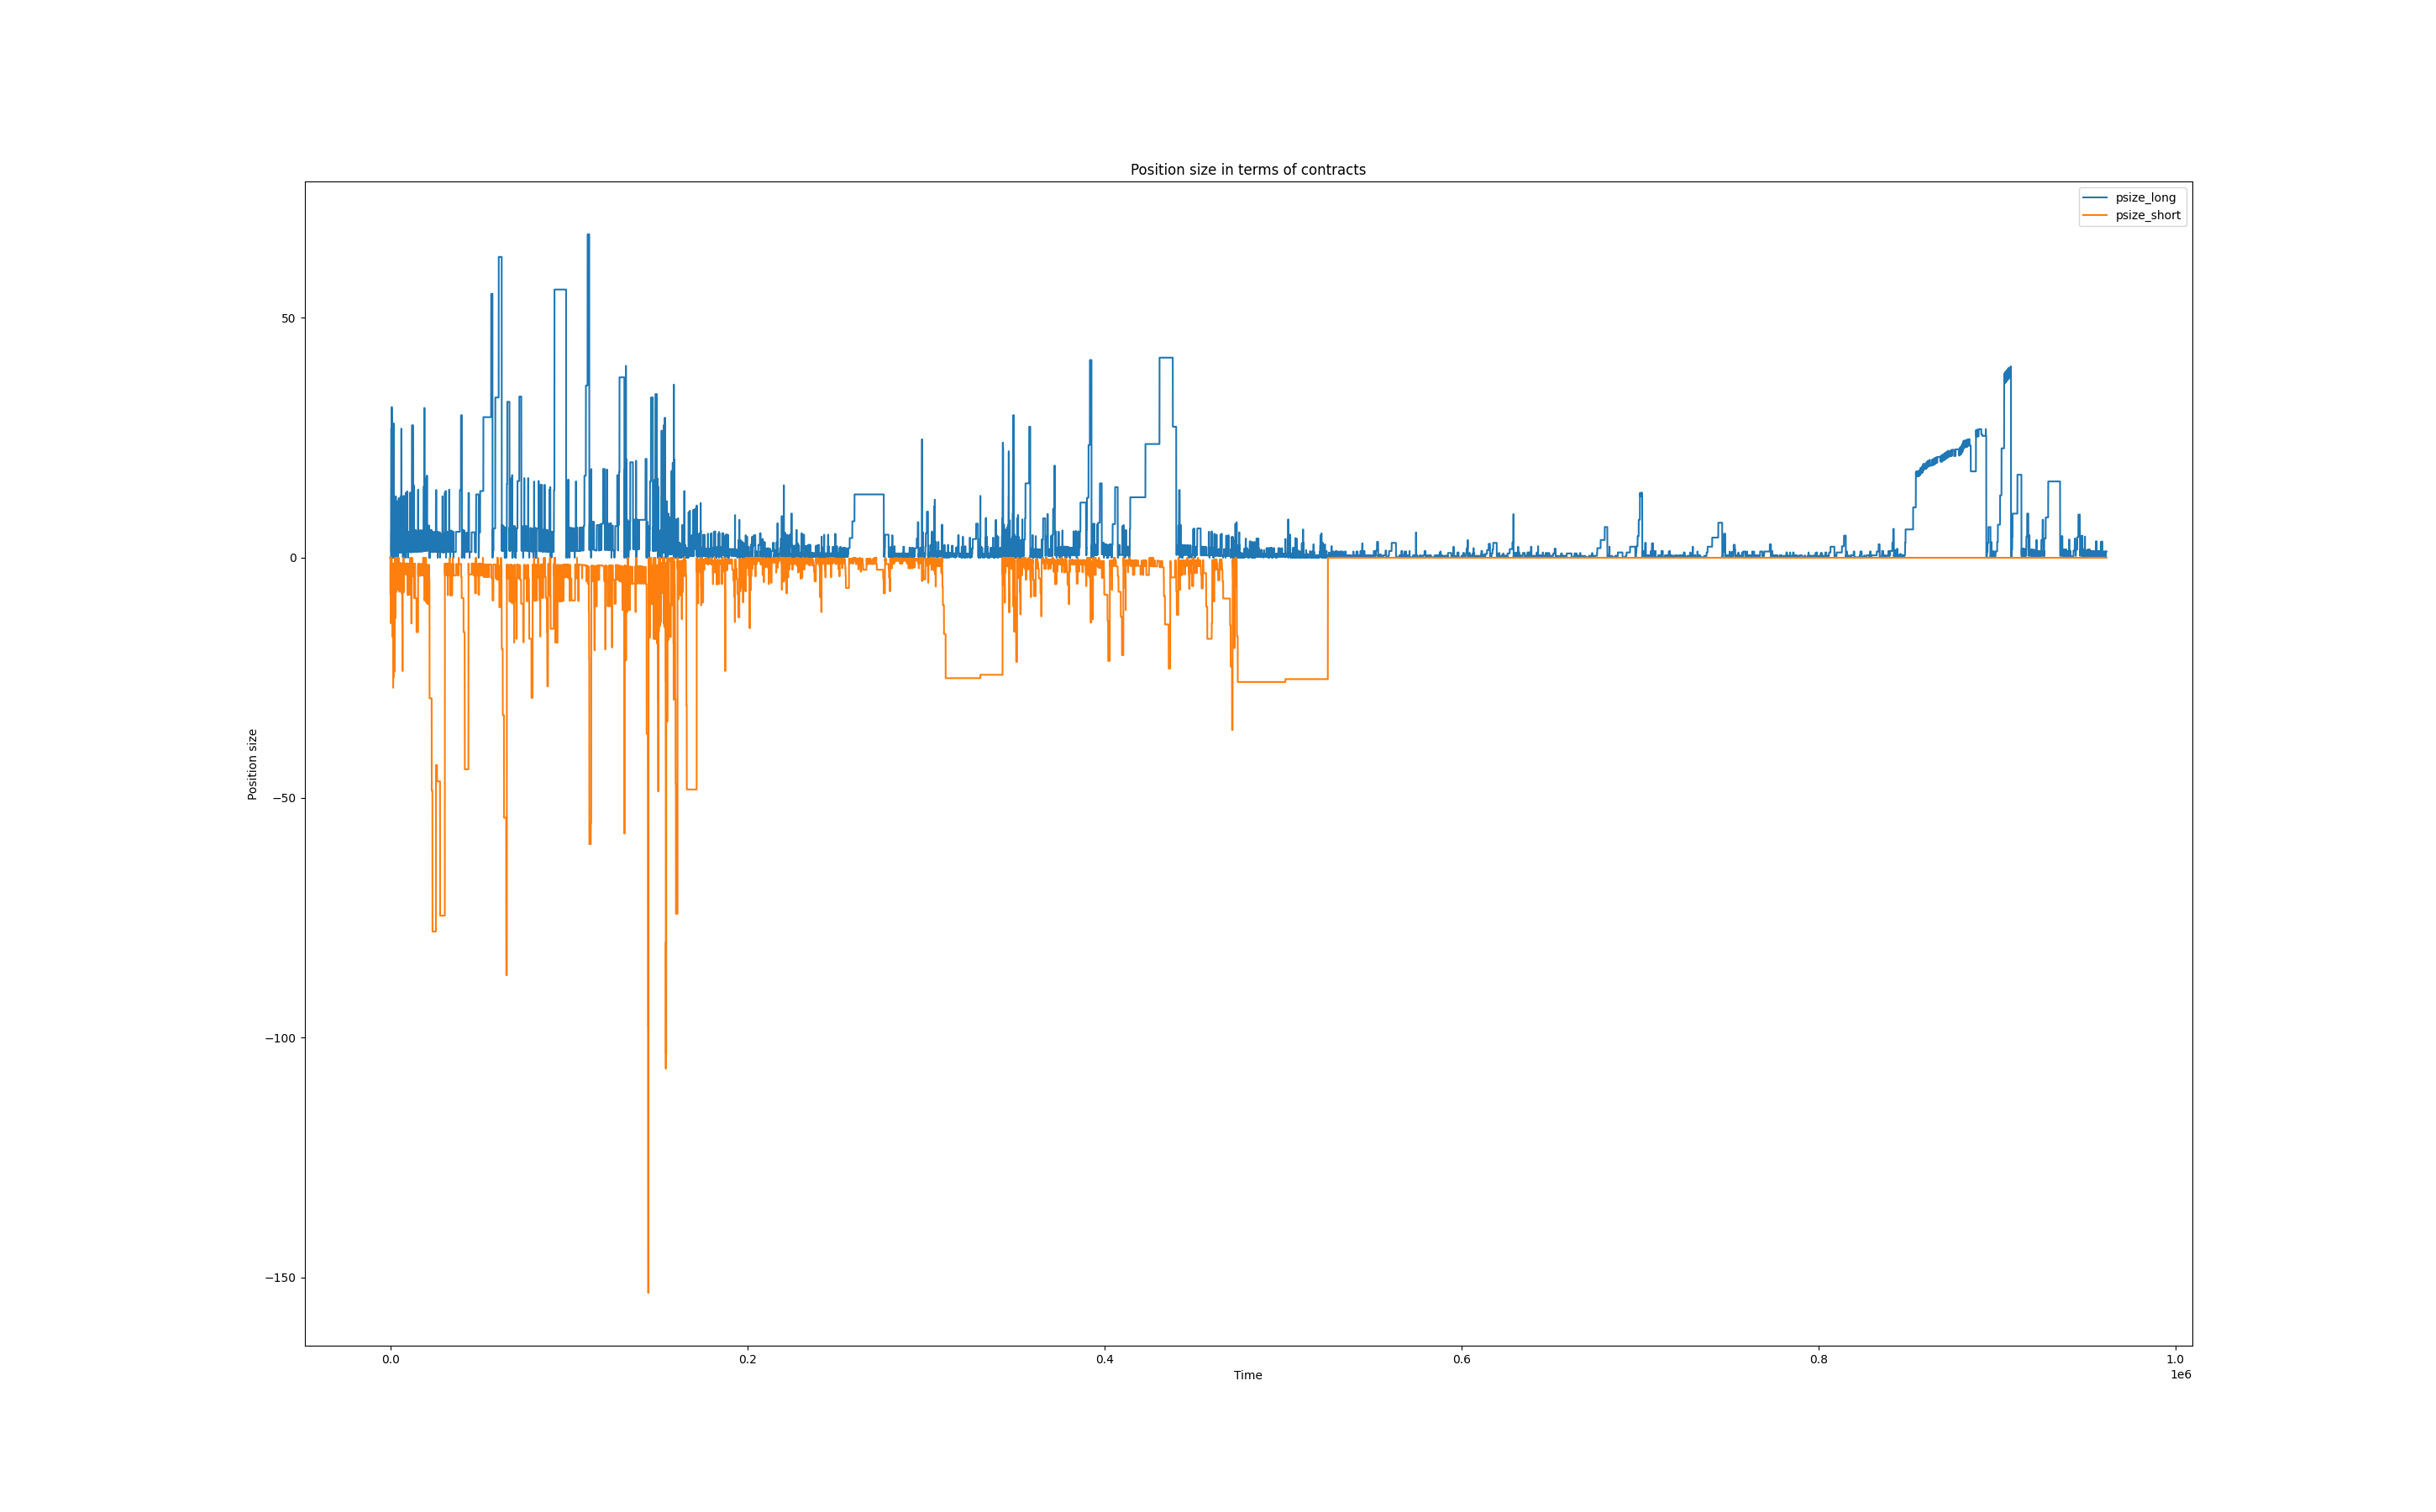 Position size in terms of contracts
psize_long
psize_short
Position size
50
0
−50
−100
−150
0.0
0.2
0.4
0.6
0.8
1.0
1e6
Time